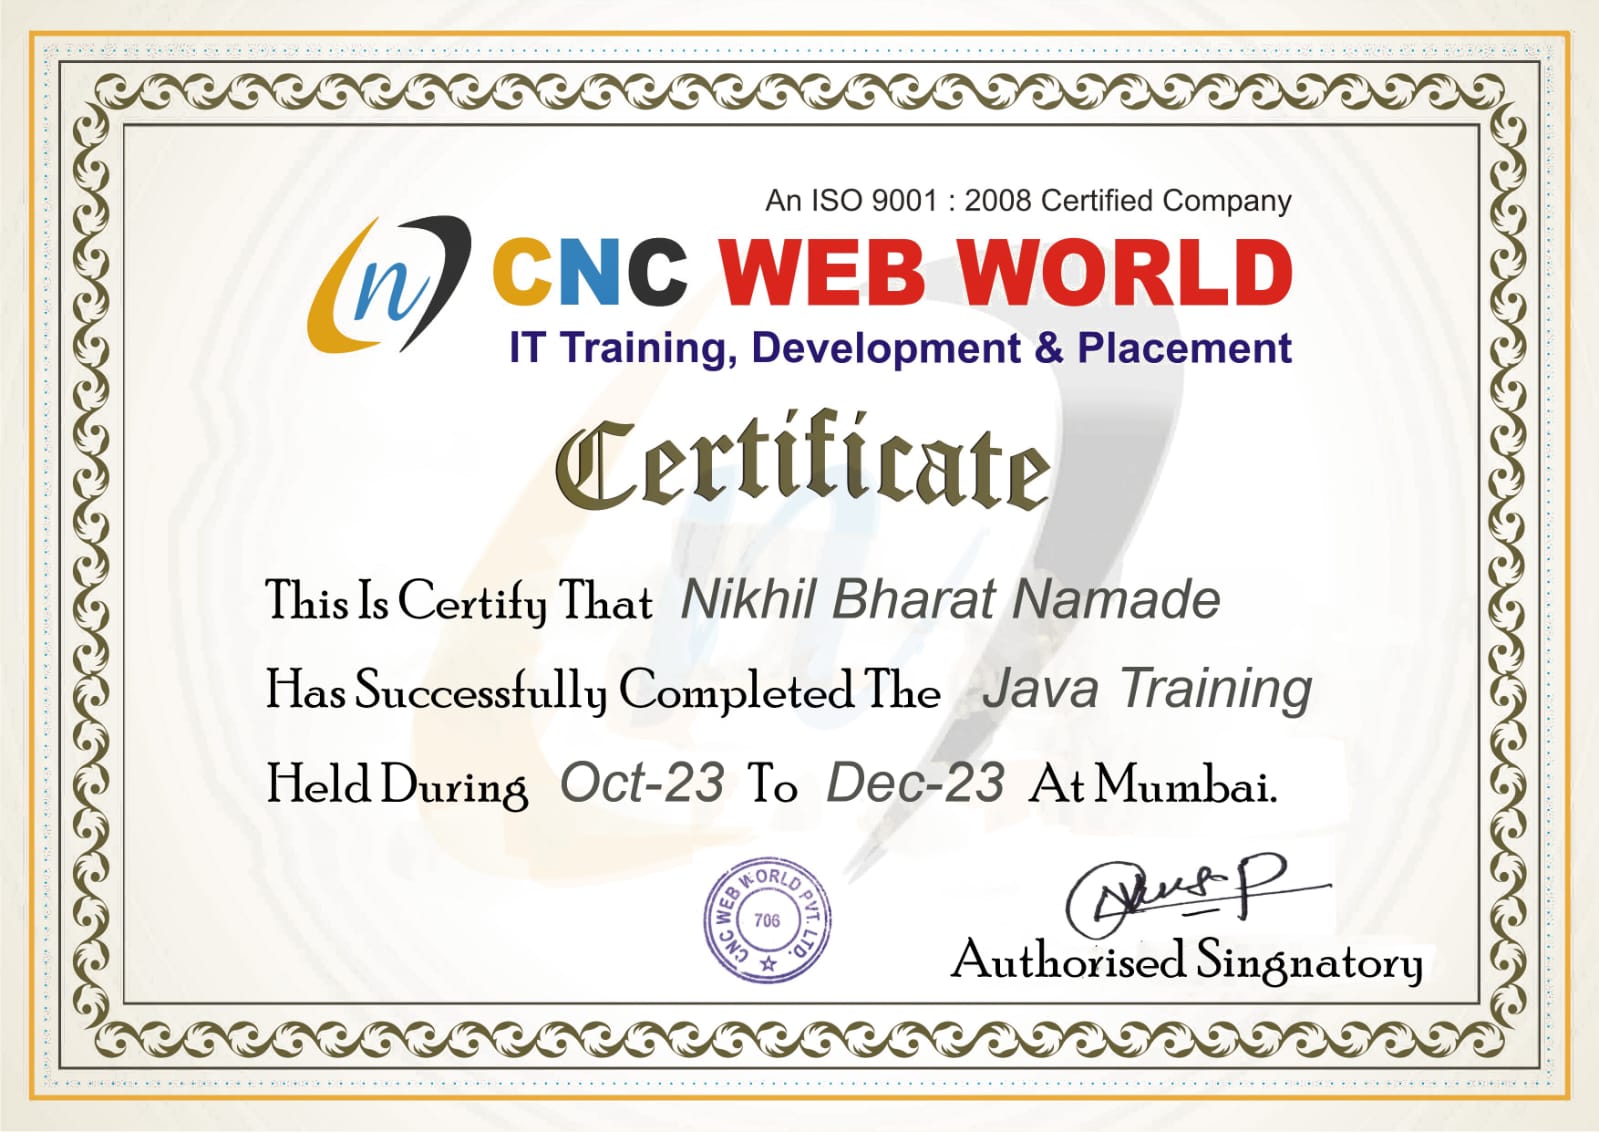 An ISO 9001 : 2008 Certified Company
n CNC WEB WORLD
IT Training, Development & Placement
Certificate
This Is Certify That Nikhil Bharat Namade
Has Successfully Completed The Java Training
Held During Oct-23 To Dec-23 At Mumbai.
CNC WEB WORLD PVT. LTD.
706
Authorised Singnatory